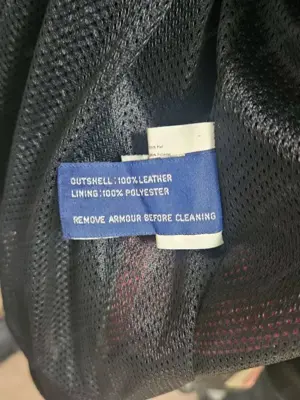 OUTSHELL:100%LEATHER
LINING:100% POLYESTER
REMOVE ARMOUR BEFORE CLEANING